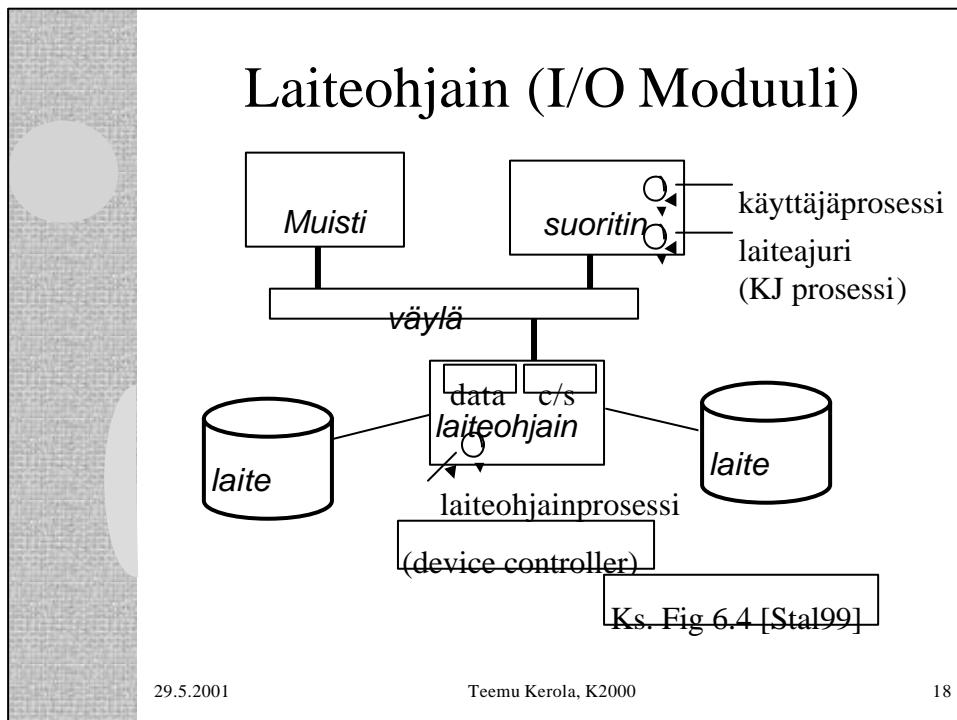 Laiteohjain (I/O Moduuli)
Muisti
suoritin
käyttäjäprosessi
laiteajuri
(KJ prosessi)
väylä
data c/s
laiteohjain
laite
laite
laiteohjainprosessi
(device controller)
Ks. Fig 6.4 [Stal99]
29.5.2001 Teemu Kerola, K2000 18